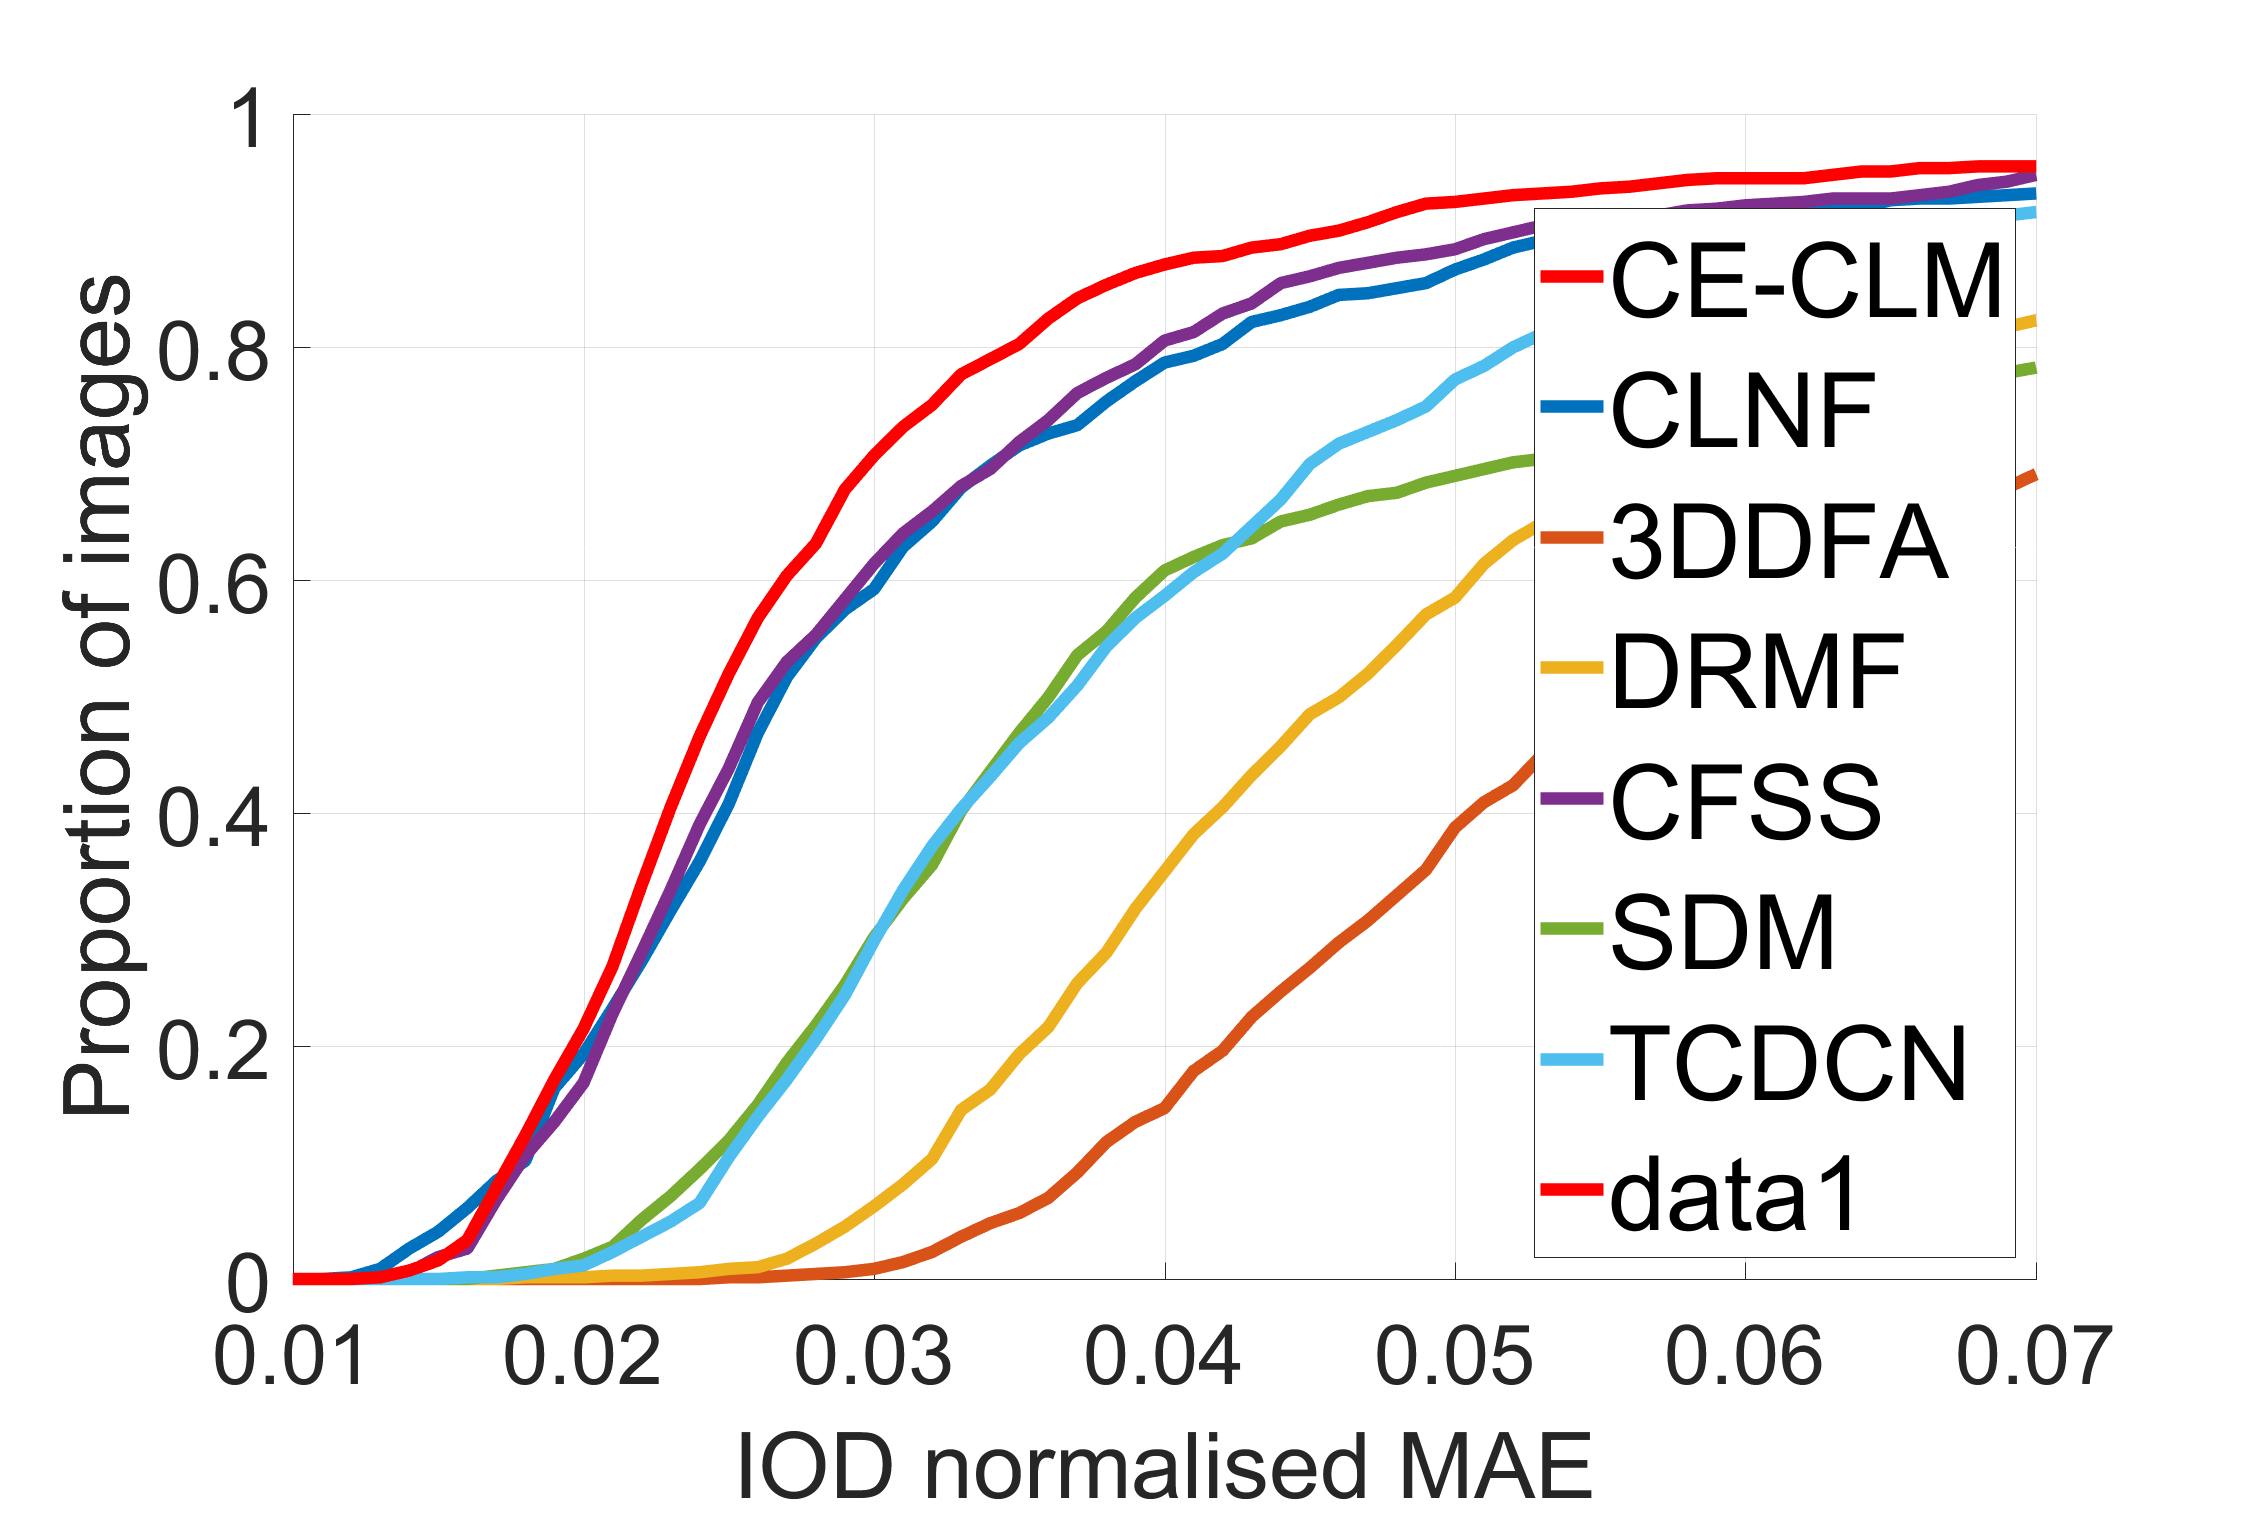 1
0.8
0.6
0.4
0.2
0
Proportion of images
0.01 0.02 0.03 0.04 0.05 0.06 0.07
IOD normalised MAE
CE-CLM
CLNF
3DDFA
DRMF
CFSS
SDM
TCDCN
data1